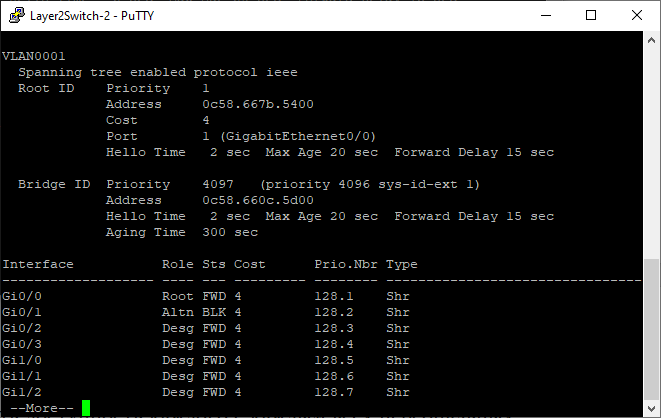 Layer2Switch-2 - PuTTY
VLAN0001
  Spanning tree enabled protocol ieee
  Root ID    Priority    1
             Address     0c58.667b.5400
             Cost        4
             Port        1 (GigabitEthernet0/0)
             Hello Time   2 sec  Max Age 20 sec  Forward Delay 15 sec
  Bridge ID  Priority    4097   (priority 4096 sys-id-ext 1)
             Address     0c58.660c.5d00
             Hello Time   2 sec  Max Age 20 sec  Forward Delay 15 sec
             Aging Time  300 sec
Interface           Role Sts Cost      Prio.Nbr Type
------------------- ---- --- --------- -------- --------------------------------
Gi0/0               Root FWD 4         128.1    Shr
Gi0/1               Altn BLK 4         128.2    Shr
Gi0/2               Desg FWD 4         128.3    Shr
Gi0/3               Desg FWD 4         128.4    Shr
Gi1/0               Desg FWD 4         128.5    Shr
Gi1/1               Desg FWD 4         128.6    Shr
Gi1/2               Desg FWD 4         128.7    Shr
 --More--